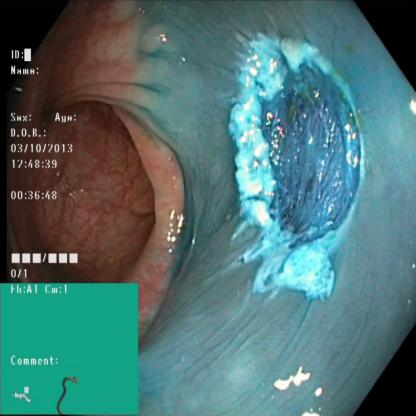 ID:
Name:
Sex: Age:
D.O.B.:
03/10/2013
17:48:39
00:36:48
■■■/■■■
0/1
Eh:A1 Cm:1
Comment: